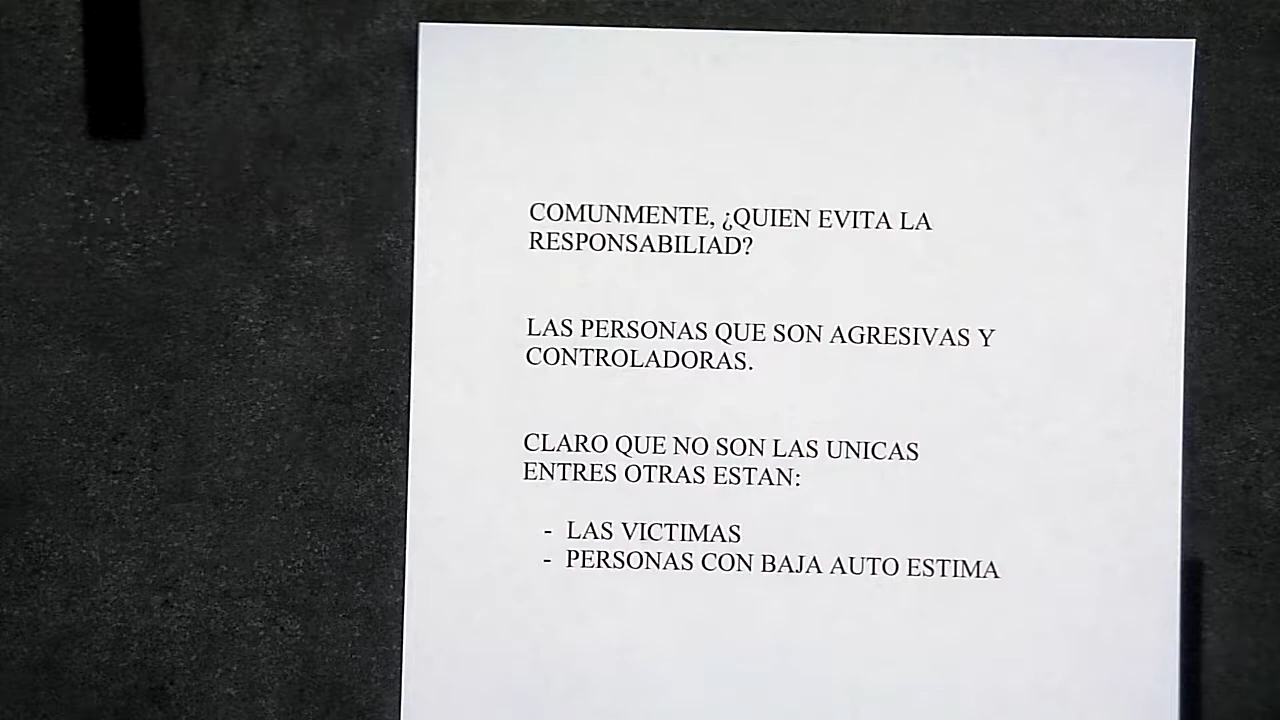 COMUNMENTE, ¿QUIEN EVITA LA
RESPONSABILIAD?
LAS PERSONAS QUE SON AGRESIVAS Y
CONTROLADORAS.
CLARO QUE NO SON LAS UNICAS
ENTRES OTRAS ESTAN:
- LAS VICTIMAS
- PERSONAS CON BAJA AUTO ESTIMA